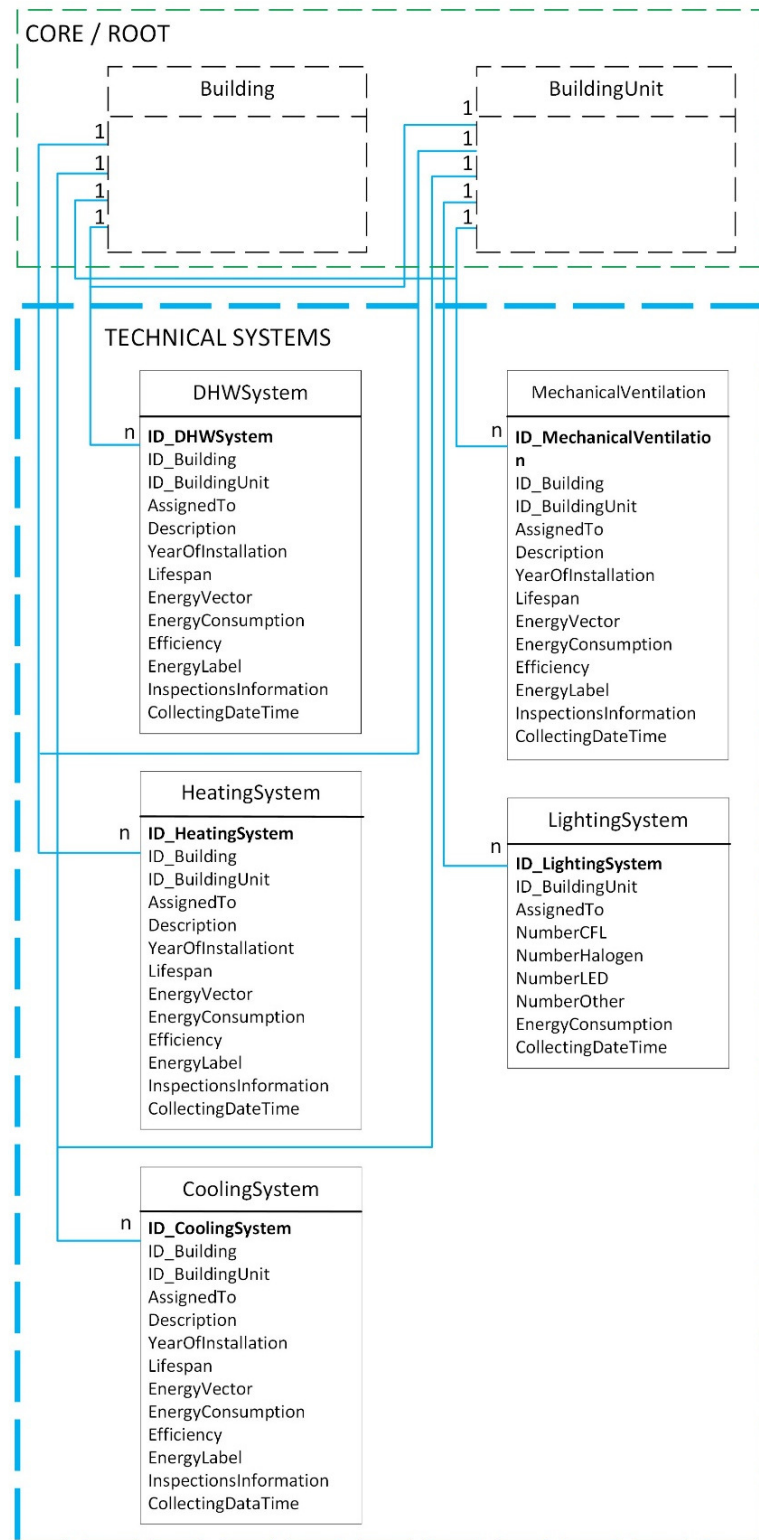 CORE / ROOT
Building
1
1
1
1
BuildingUnit
1
1
1
1
1
TECHNICAL SYSTEMS
DHWSystem
n
ID_DHWSystem
ID_Building
ID_BuildingUnit
AssignedTo
Description
YearOfInstallation
Lifespan
EnergyVector
EnergyConsumption
Efficiency
EnergyLabel
InspectionsInformation
CollectingDateTime
MechanicalVentilation
n
ID_MechanicalVentilatio
n
ID_Building
ID_BuildingUnit
AssignedTo
Description
YearOfInstallation
Lifespan
EnergyVector
EnergyConsumption
Efficiency
EnergyLabel
InspectionsInformation
CollectingDateTime
HeatingSystem
n
ID_HeatingSystem
ID_Building
ID_BuildingUnit
AssignedTo
Description
YearOfInstallationt
Lifespan
EnergyVector
EnergyConsumption
Efficiency
EnergyLabel
InspectionsInformation
CollectingDateTime
LightingSystem
n
ID_LightingSystem
ID_BuildingUnit
AssignedTo
NumberCFL
NumberHalogen
NumberLED
NumberOther
EnergyConsumption
CollectingDateTime
CoolingSystem
n
ID_CoolingSystem
ID_Building
ID_BuildingUnit
AssignedTo
Description
YearOfInstallation
Lifespan
EnergyVector
EnergyConsumption
Efficiency
EnergyLabel
InspectionsInformation
CollectingDataTime